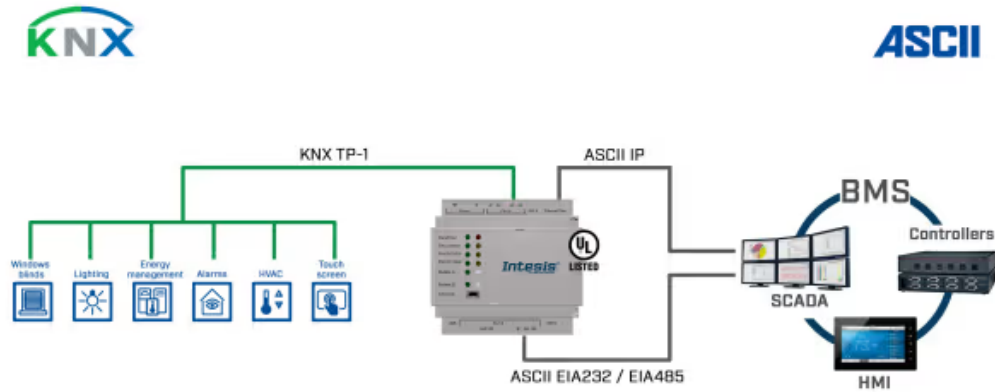 KNX
ASCII
KNX TP-1
ASCII IP
BMS
Controllers
Windows
blinds
Lighting
Energy
management
Alarms
HVAC
Touch
screen
Intesis
UL
LISTED
SCADA
HMI
ASCII EIA232 / EIA485